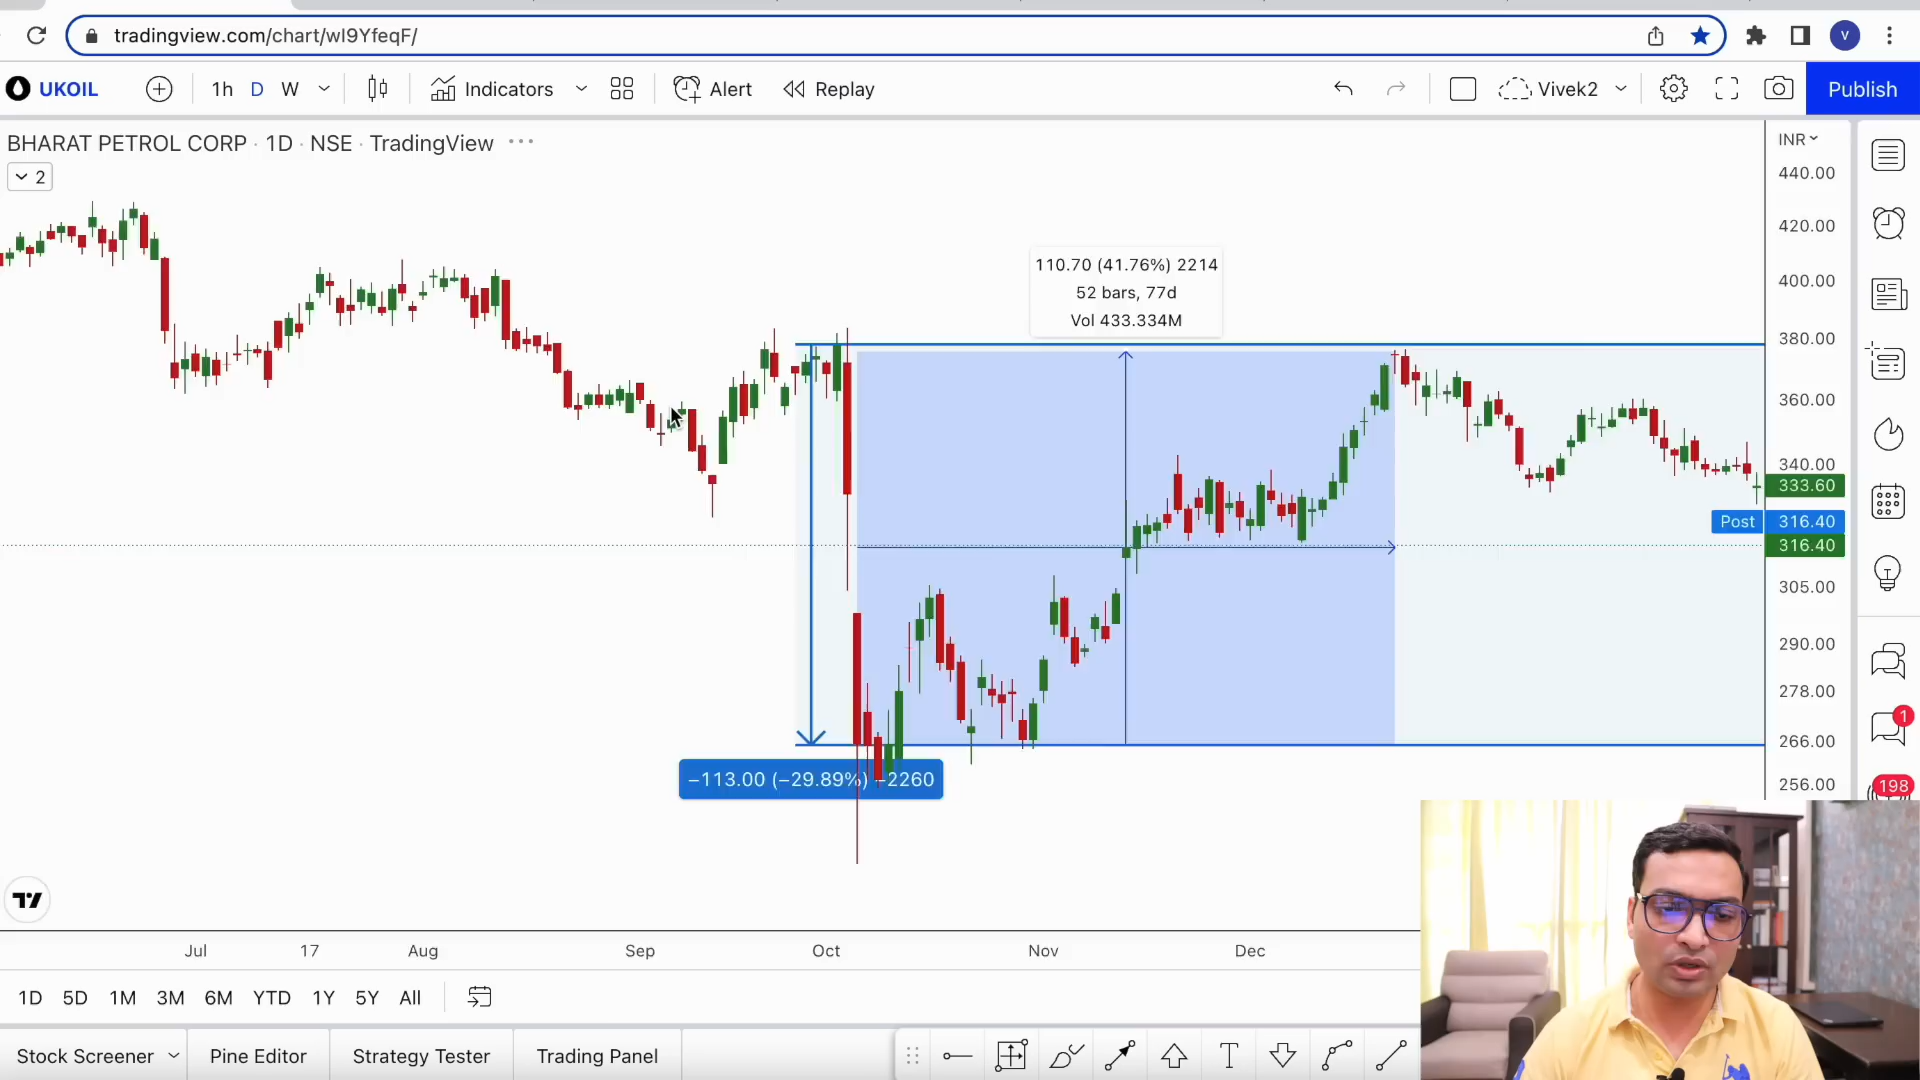 tradingview.com/chart/wI9YfeqF/
V
UKOIL
1h D W
Indicators
Alert
Replay
Vivek2
Publish
BHARAT PETROL CORP · 1D · NSE · TradingView ···
2
INR
440.00
420.00
400.00
380.00
360.00
340.00
333.60
Post 316.40
316.40
305.00
290.00
278.00
266.00
256.00
110.70 (41.76%) 2214
52 bars, 77d
Vol 433.334M
−113.00 (−29.89%) −2260
1
198
Jul 17 Aug Sep Oct Nov Dec
1D 5D 1M 3M 6M YTD 1Y 5Y All
Stock Screener Pine Editor Strategy Tester Trading Panel
T